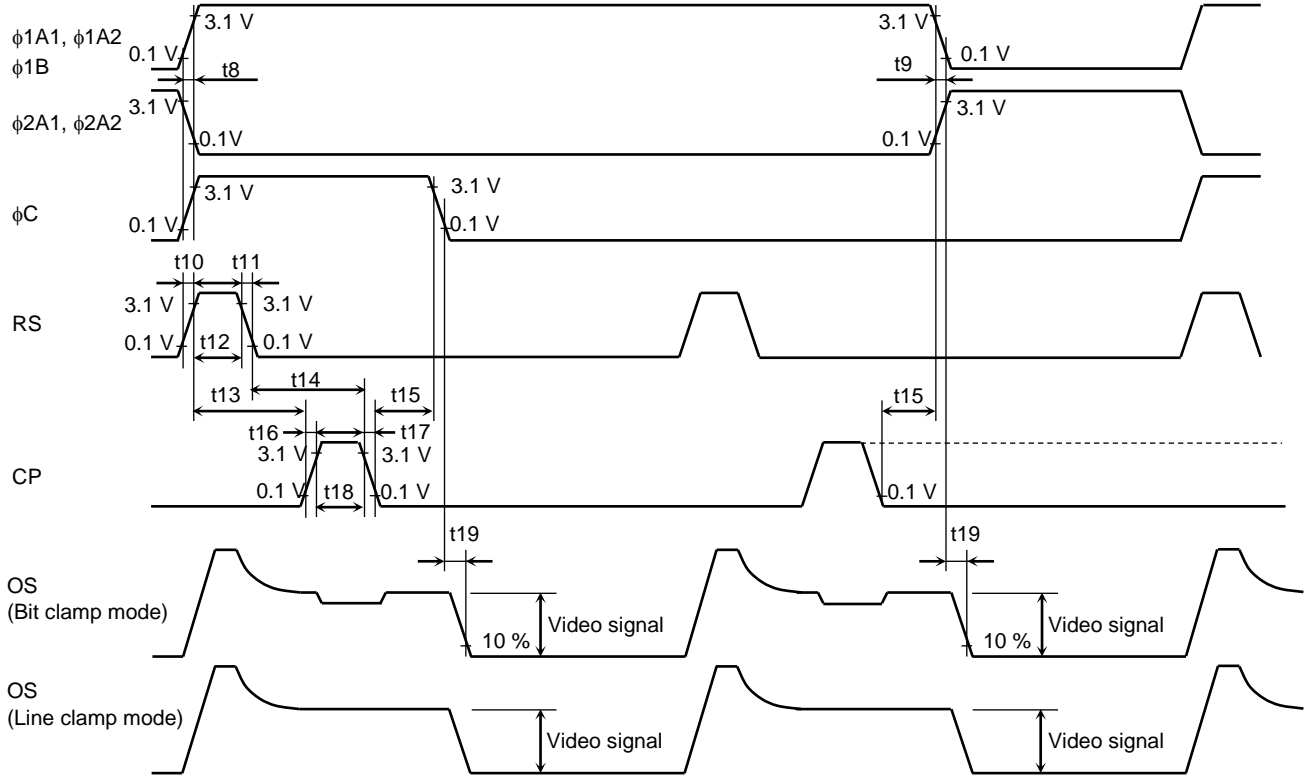 ϕ1A1, ϕ1A2
ϕ1B
0.1 V
3.1 V
t8
3.1 V
0.1 V
t9
ϕ2A1, ϕ2A2
3.1 V
0.1V
0.1 V
3.1 V
ϕC
0.1 V
3.1 V
3.1 V
0.1 V
RS
t10
t11
3.1 V
3.1 V
0.1 V
t12
0.1 V
t13
t14
t15
t15
CP
t16
t17
3.1 V
3.1 V
0.1 V
t18
0.1 V
0.1 V
t19
t19
OS
(Bit clamp mode)
10 %
Video signal
10 %
Video signal
OS
(Line clamp mode)
Video signal
Video signal